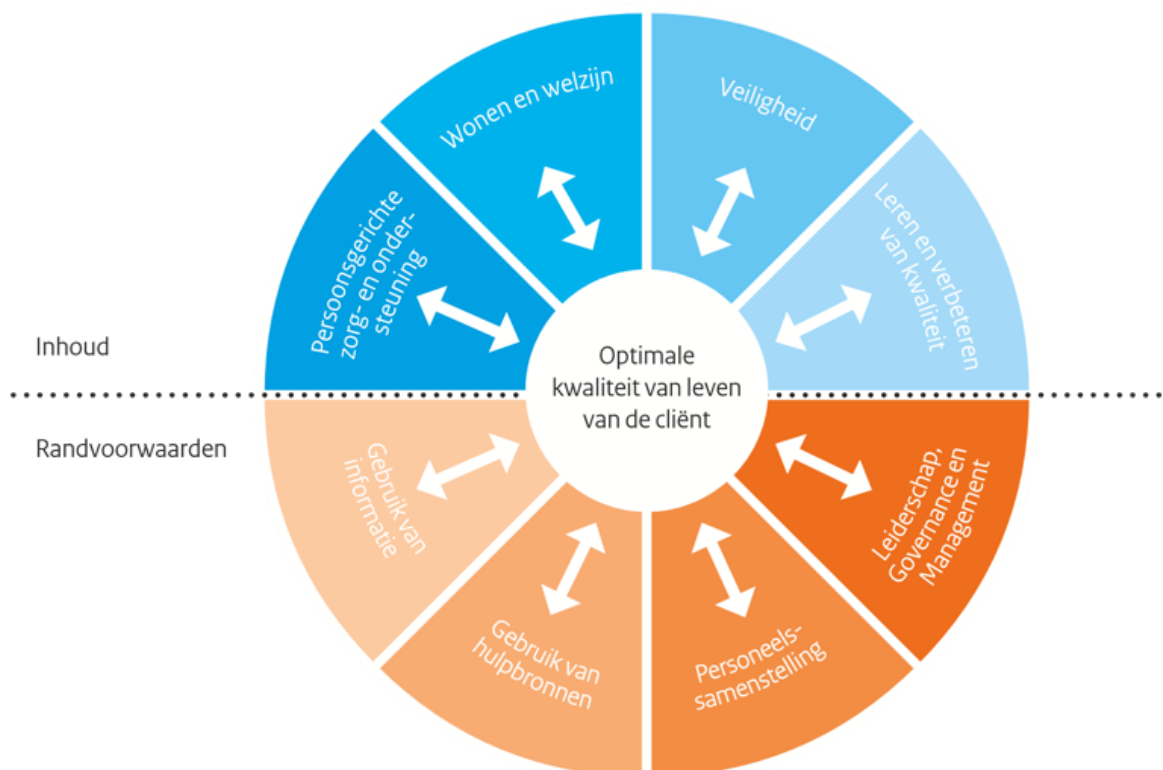 Wonen en welzijn
Veiligheid
Persoonsgerichte
zorg- en onder-
steuning
Leren en verbeteren
van kwaliteit
Inhoud
Optimale
kwaliteit van leven
van de cliënt
Randvoorwaarden
Gebruik van
informatie
Leiderschap,
Governance en
Management
Gebruik van
hulpbronnen
Personeels-
samenstelling